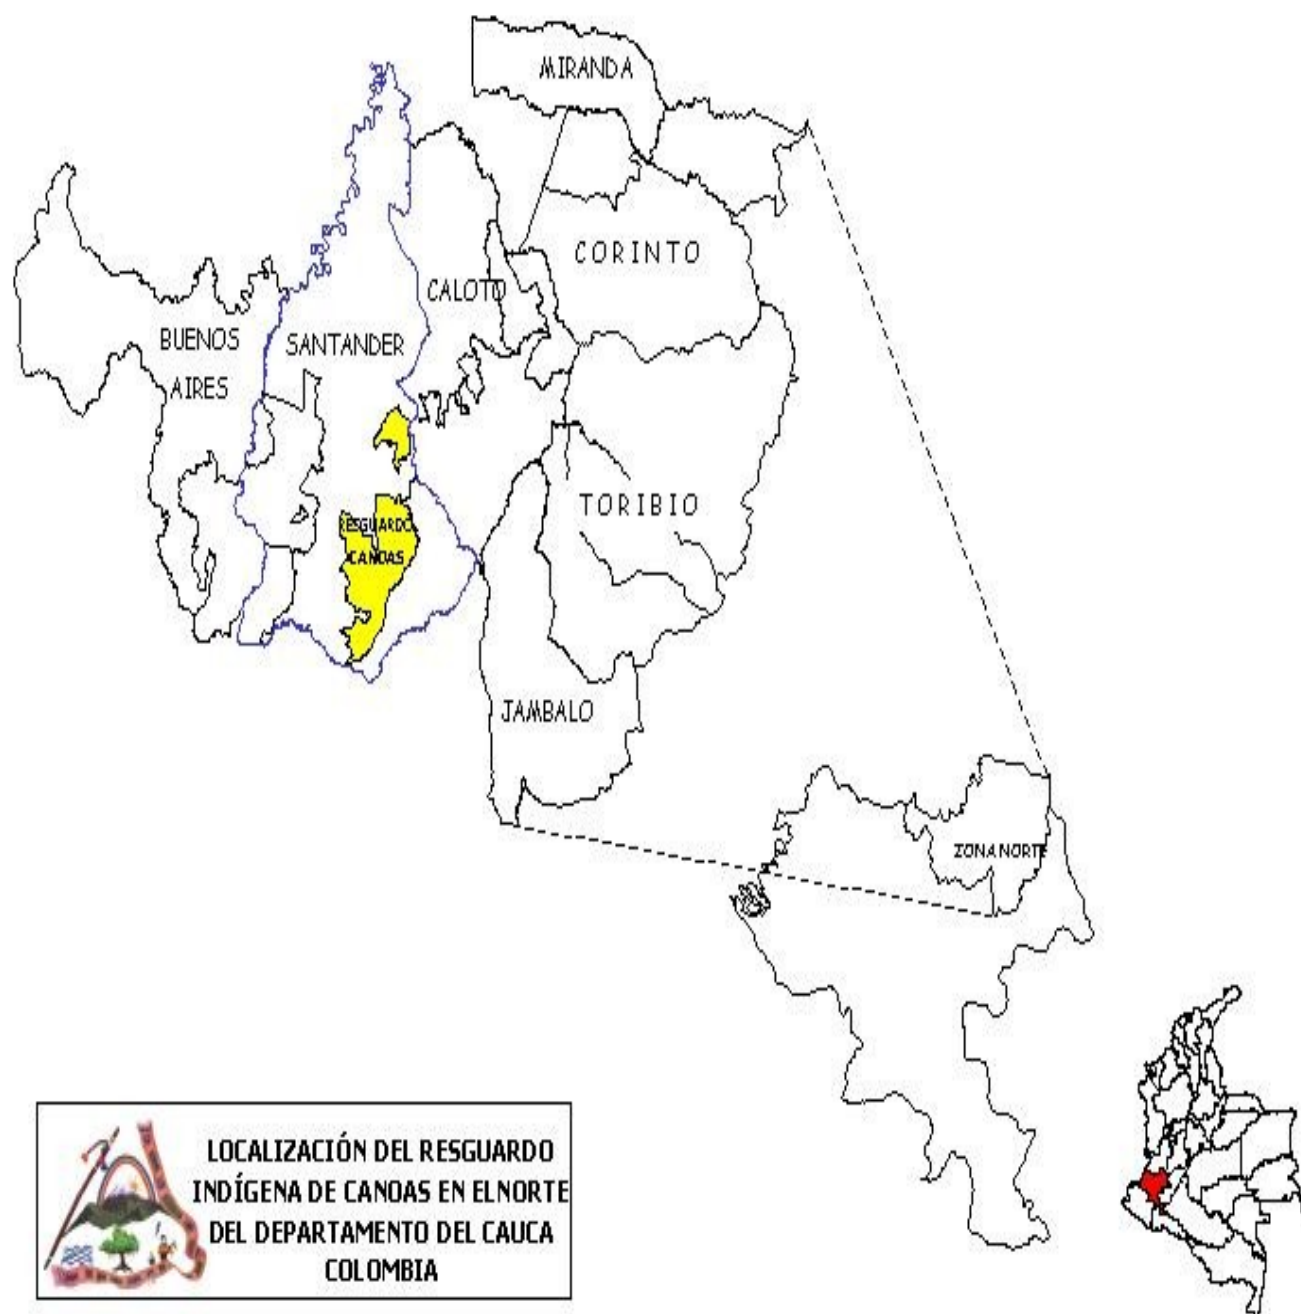 MIRANDA
CORINTO
CALOTO
BUENOS
AIRES
SANTANDER
TORIBIO
RESGUARDO
CANOAS
JAMBALO
ZONA NORTE
LOCALIZACIÓN DEL RESGUARDO
INDÍGENA DE CANOAS EN ELNORTE
DEL DEPARTAMENTO DEL CAUCA
COLOMBIA